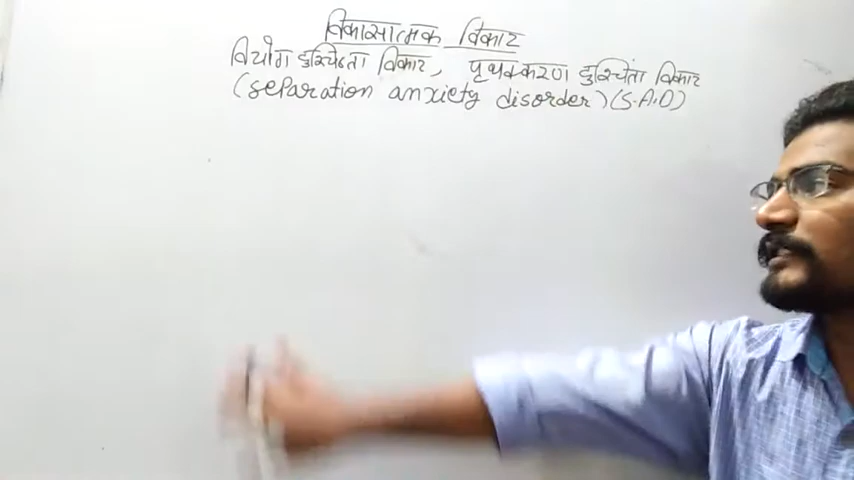 विकासात्मक विकार
वियोग दुश्चिंता विकार, पृथक्करण दुश्चिंता विकार
(separation anxiety disorder) (S.A.D)